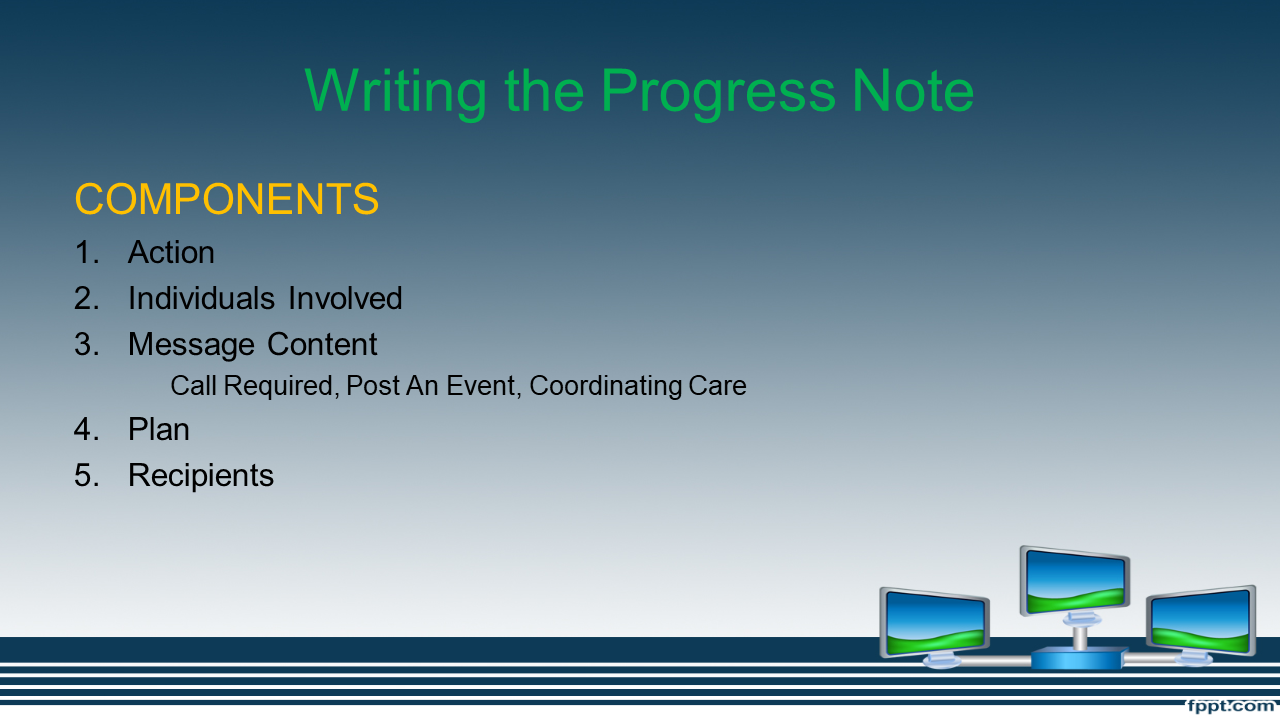 Writing the Progress Note
COMPONENTS
1. Action
2. Individuals Involved
3. Message Content
Call Required, Post An Event, Coordinating Care
4. Plan
5. Recipients
fppt.com